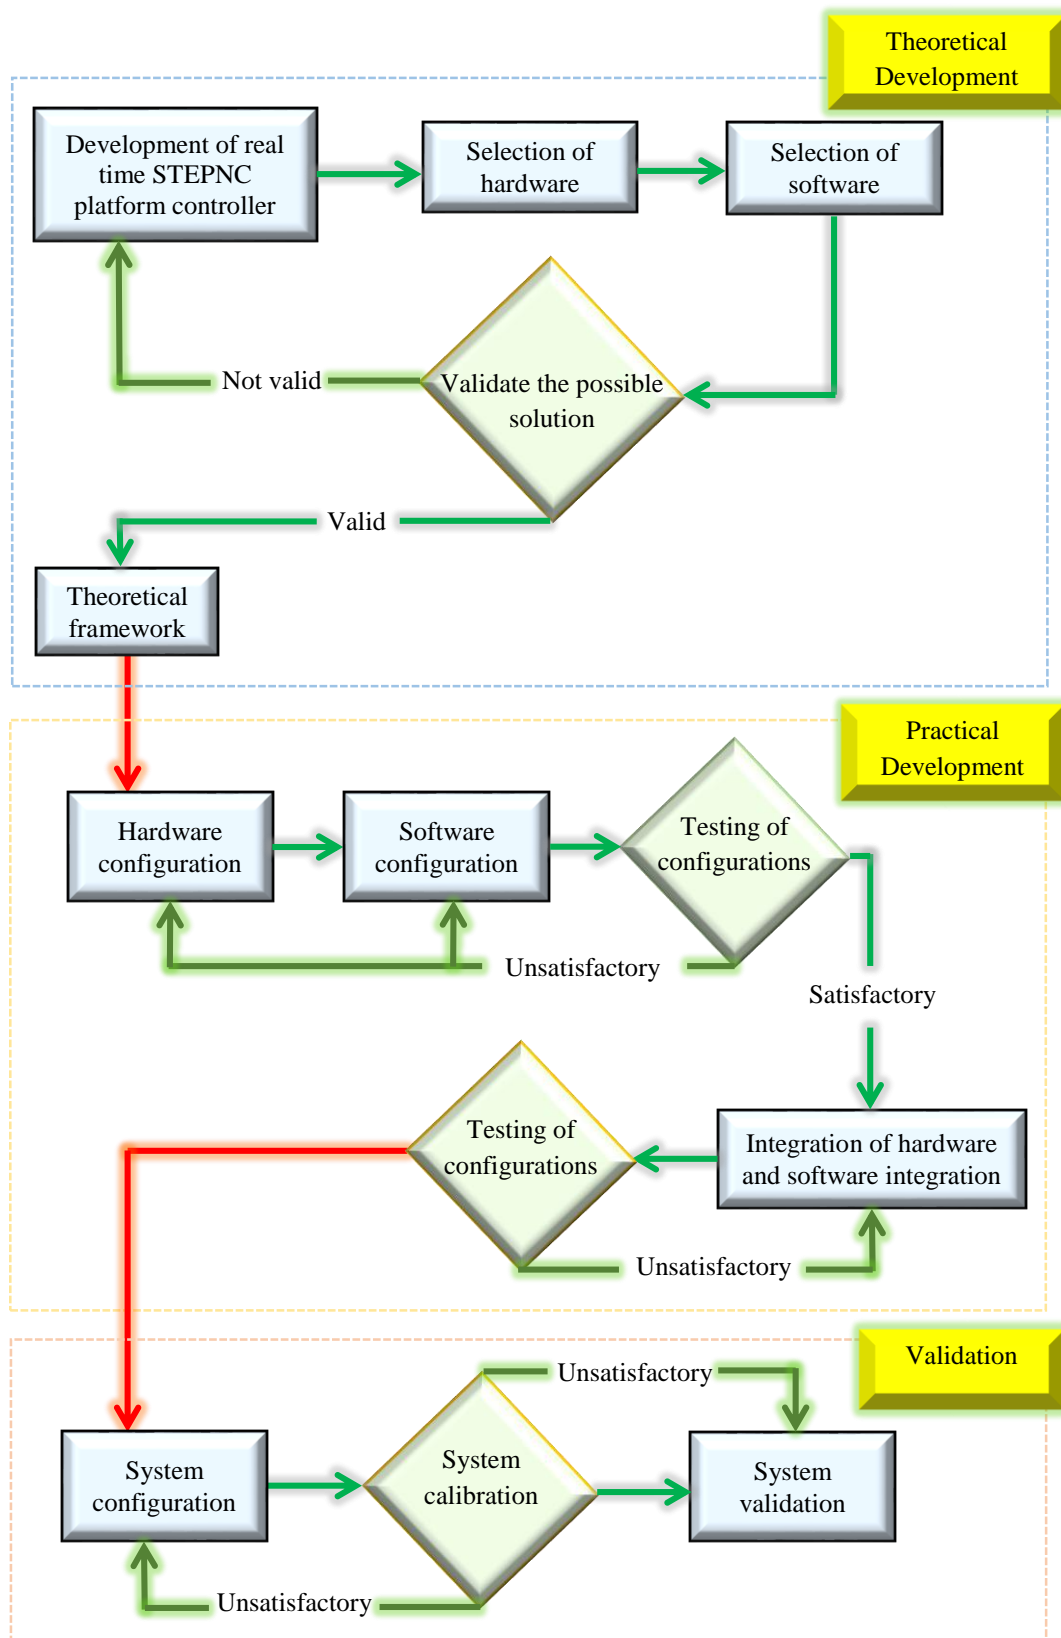 Theoretical
Development
Development of real
time STEPNC
platform controller
Selection of
hardware
Selection of
software
Not valid
Validate the possible
solution
Valid
Theoretical
framework
Practical
Development
Hardware
configuration
Software
configuration
Testing of
configurations
Unsatisfactory
Satisfactory
Testing of
configurations
Integration of hardware
and software integration
Unsatisfactory
Validation
Unsatisfactory
System
configuration
System
calibration
System
validation
Unsatisfactory